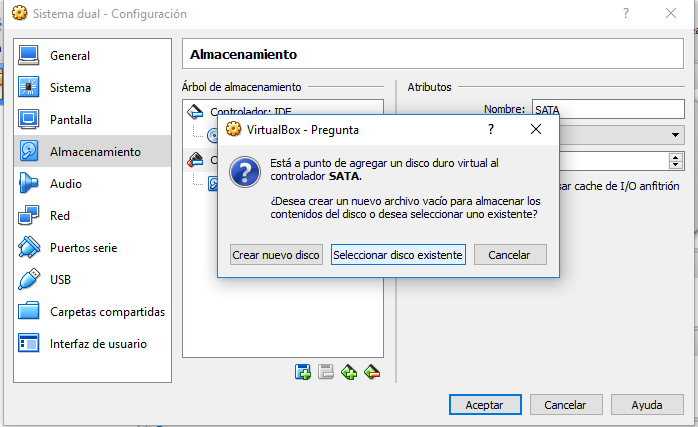 Sistema dual - Configuración
General
Sistema
Pantalla
Almacenamiento
Audio
Red
Puertos serie
USB
Carpetas compartidas
Interfaz de usuario
Almacenamiento
Árbol de almacenamiento
Controlador: IDE
Atributos
Nombre: SATA
cache de I/O anfitrión
VirtualBox - Pregunta
Está a punto de agregar un disco duro virtual al
controlador SATA.
¿Desea crear un nuevo archivo vacío para almacenar los
contenidos del disco o desea seleccionar uno existente?
Crear nuevo disco
Seleccionar disco existente
Cancelar
Aceptar
Cancelar
Ayuda